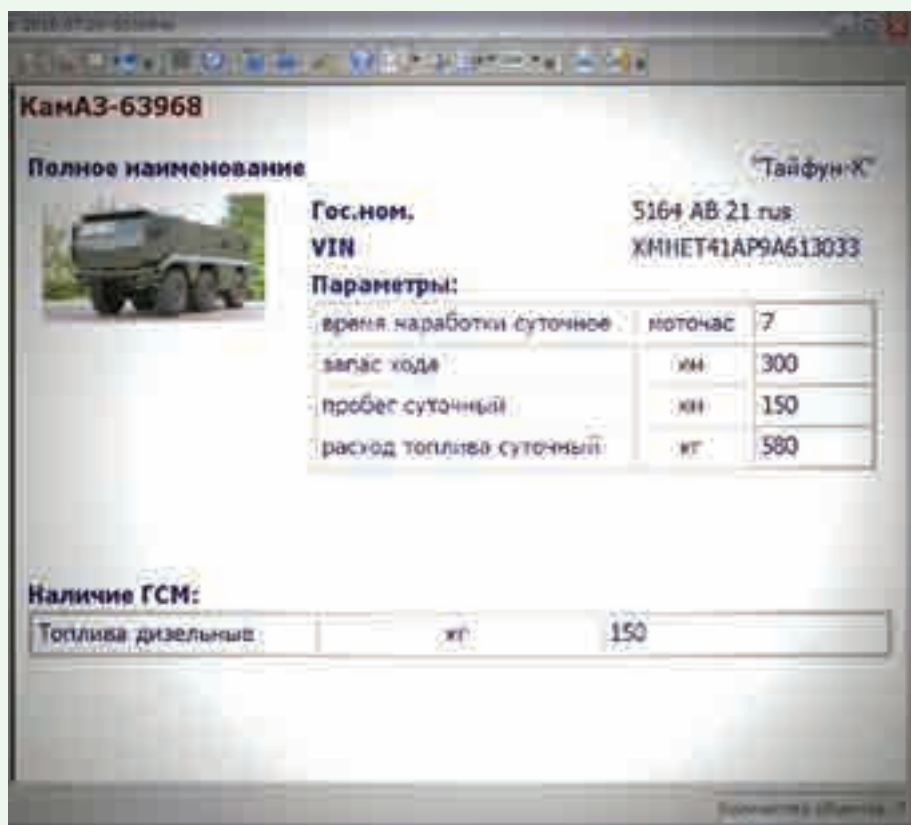 КамАЗ-63968
Полное наименование "Тайфун-К"
Гос.ном. 5164 АВ 21 rus
VIN XMHET41AP9A613033
Параметры:
время наработки суточное моточас 7
запас хода км 300
пробег суточный км 150
расход топлива суточный кг 580
Наличие ГСМ:
Топлива дизельные кг 150